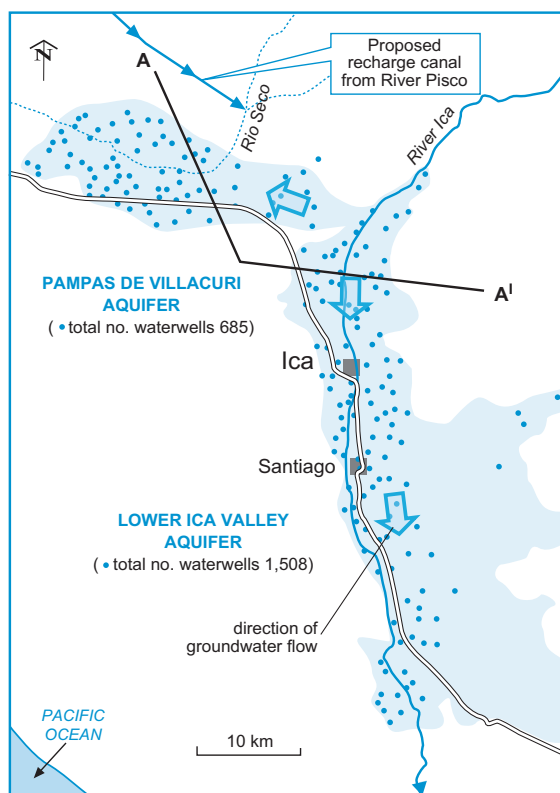 N
A
Proposed
recharge canal
from River Pisco
Rio Seco
River Ica
PAMPAS DE VILLACURI
AQUIFER
( • total no. waterwells 685)
Aᴵ
Ica
Santiago
LOWER ICA VALLEY
AQUIFER
( • total no. waterwells 1,508)
direction of
groundwater flow
PACIFIC
OCEAN
10 km